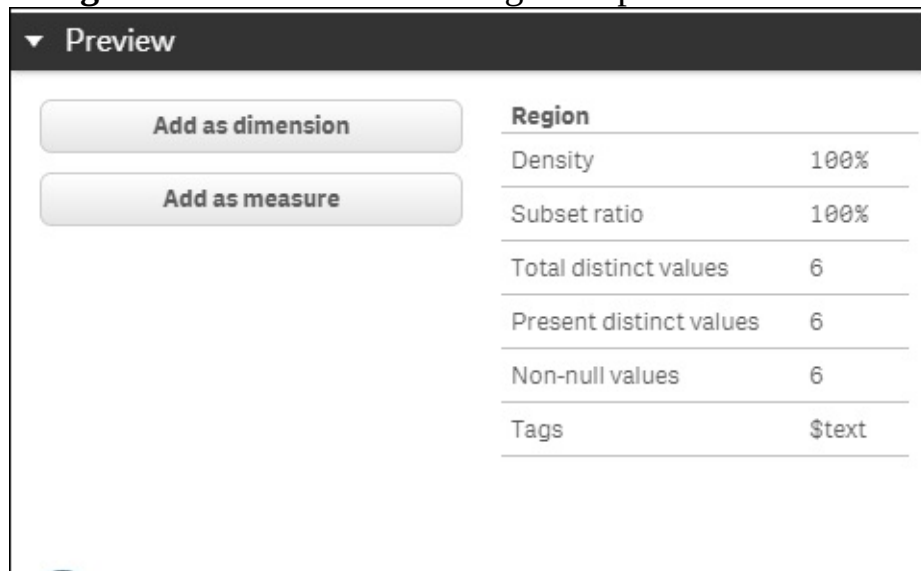 Preview
Add as dimension
Add as measure
Region
Density 100%
Subset ratio 100%
Total distinct values 6
Present distinct values 6
Non-null values 6
Tags $text